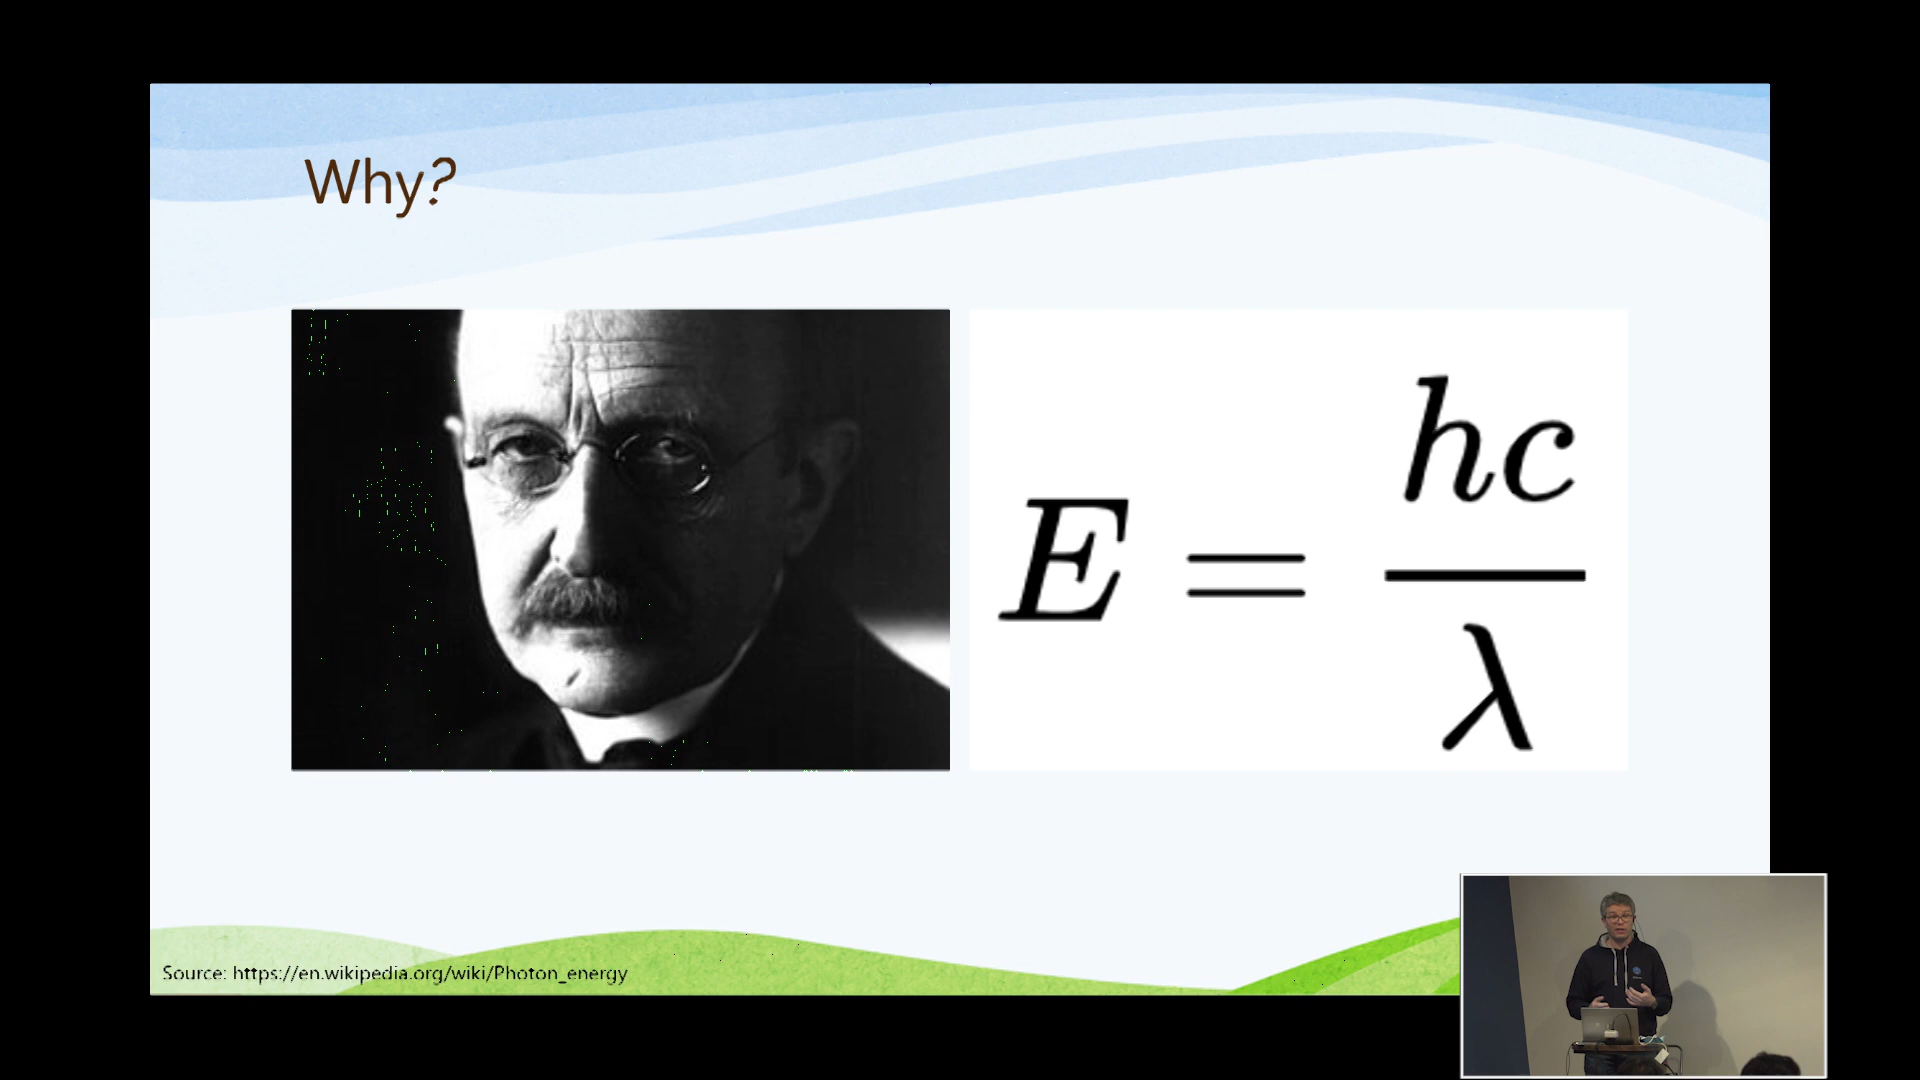 Why?
E = hc/λ
Source: https://en.wikipedia.org/wiki/Photon_energy